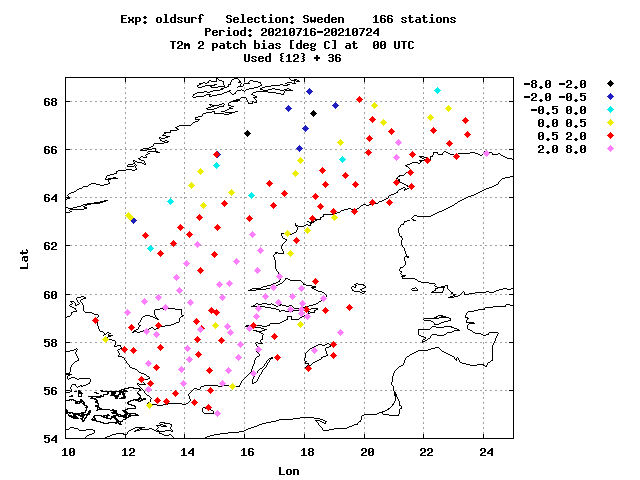 Exp: oldsurf Selection: Sweden 166 stations
Period: 20210716-20210724
T2m 2 patch bias [deg C] at 00 UTC
Used {12} + 36
-8.0 -2.0
-2.0 -0.5
-0.5 0.0
0.0 0.5
0.5 2.0
2.0 8.0
68
66
64
62
60
58
56
54
Lat
10 12 14 16 18 20 22 24
Lon